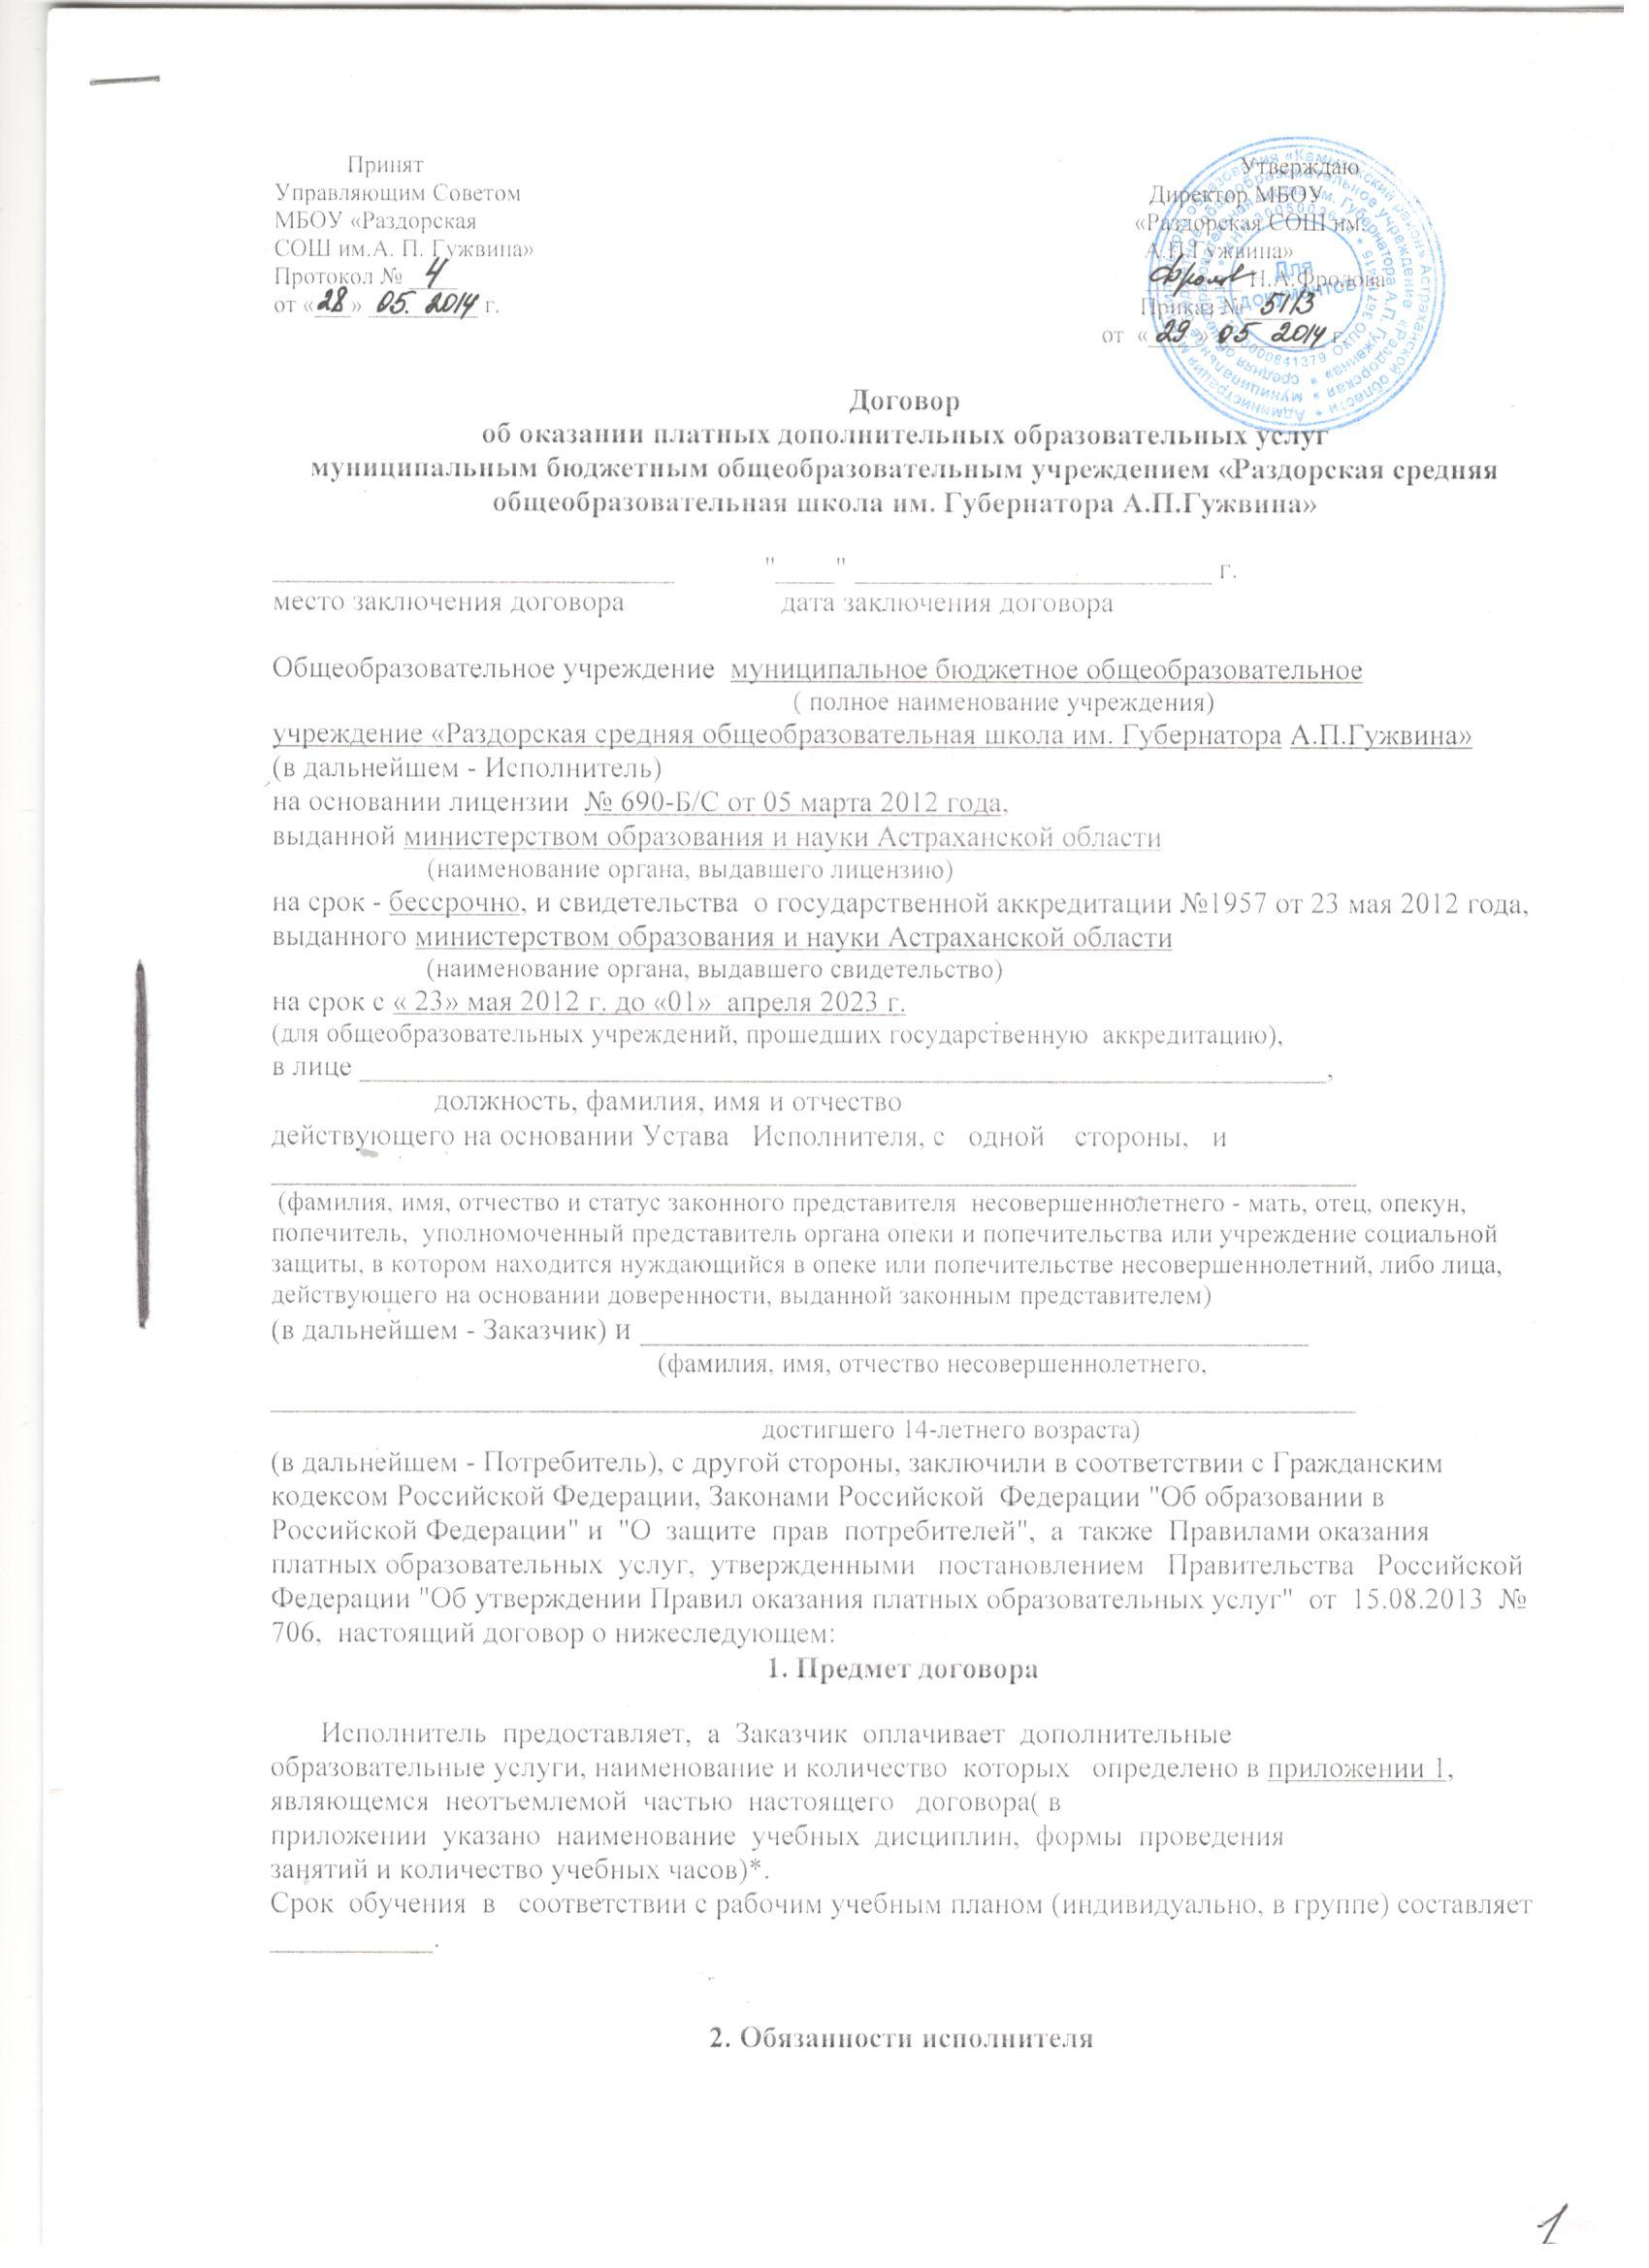 Принят
Управляющим Советом
МБОУ «Раздорская
СОШ им.А. П. Гужвина»
Протокол № 4
от «28» 05. 2014 г.
Утверждаю
Директор МБОУ
«Раздорская СОШ им.
А.П.Гужвина»
Н.А.Фролова
Приказ № 57/3
от «29» 05 2014 г.
Для
документов
Договор
об оказании платных дополнительных образовательных услуг
муниципальным бюджетным общеобразовательным учреждением «Раздорская средняя
общеобразовательная школа им. Губернатора А.П.Гужвина»
"____" ____ г.
место заключения договора дата заключения договора
Общеобразовательное учреждение муниципальное бюджетное общеобразовательное
( полное наименование учреждения)
учреждение «Раздорская средняя общеобразовательная школа им. Губернатора А.П.Гужвина»
(в дальнейшем - Исполнитель)
на основании лицензии № 690-Б/С от 05 марта 2012 года,
выданной министерством образования и науки Астраханской области
(наименование органа, выдавшего лицензию)
на срок - бессрочно, и свидетельства о государственной аккредитации №1957 от 23 мая 2012 года,
выданного министерством образования и науки Астраханской области
(наименование органа, выдавшего свидетельство)
на срок с « 23» мая 2012 г. до «01» апреля 2023 г.
(для общеобразовательных учреждений, прошедших государственную аккредитацию),
в лице ____,
должность, фамилия, имя и отчество
действующего на основании Устава Исполнителя, с одной стороны, и
(фамилия, имя, отчество и статус законного представителя несовершеннолетнего - мать, отец, опекун,
попечитель, уполномоченный представитель органа опеки и попечительства или учреждение социальной
защиты, в котором находится нуждающийся в опеке или попечительстве несовершеннолетний, либо лица,
действующего на основании доверенности, выданной законным представителем)
(в дальнейшем - Заказчик) и ____
(фамилия, имя, отчество несовершеннолетнего,
достигшего 14-летнего возраста)
(в дальнейшем - Потребитель), с другой стороны, заключили в соответствии с Гражданским
кодексом Российской Федерации, Законами Российской Федерации "Об образовании в
Российской Федерации" и "О защите прав потребителей", а также Правилами оказания
платных образовательных услуг, утвержденными постановлением Правительства Российской
Федерации "Об утверждении Правил оказания платных образовательных услуг" от 15.08.2013 №
706, настоящий договор о нижеследующем:
1. Предмет договора
Исполнитель предоставляет, а Заказчик оплачивает дополнительные
образовательные услуги, наименование и количество которых определено в приложении 1,
являющемся неотъемлемой частью настоящего договора( в
приложении указано наименование учебных дисциплин, формы проведения
занятий и количество учебных часов)*.
Срок обучения в соответствии с рабочим учебным планом (индивидуально, в группе) составляет
____.
2. Обязанности исполнителя
1